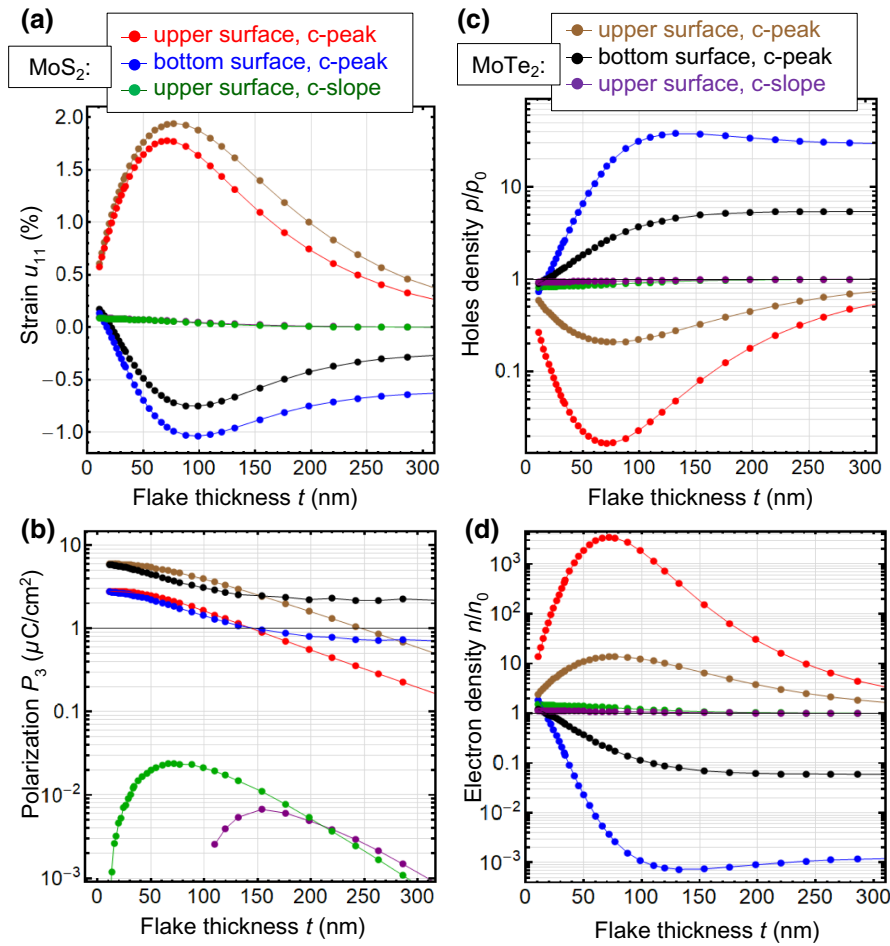 (a)
MoS2:
upper surface, c-peak
bottom surface, c-peak
upper surface, c-slope
(c)
MoTe2:
upper surface, c-peak
bottom surface, c-peak
upper surface, c-slope
Strain u11 (%)
2.0
1.5
1.0
0.5
0.0
−0.5
−1.0
0 50 100 150 200 250 300
Flake thickness t (nm)
Holes density p/p0
10
1
0.1
0 50 100 150 200 250 300
Flake thickness t (nm)
(b)
Polarization P3 (μC/cm2)
10
1
0.1
10−2
10−3
0 50 100 150 200 250 300
Flake thickness t (nm)
(d)
Electron density n/n0
103
102
10
1
0.1
10−2
10−3
0 50 100 150 200 250 300
Flake thickness t (nm)